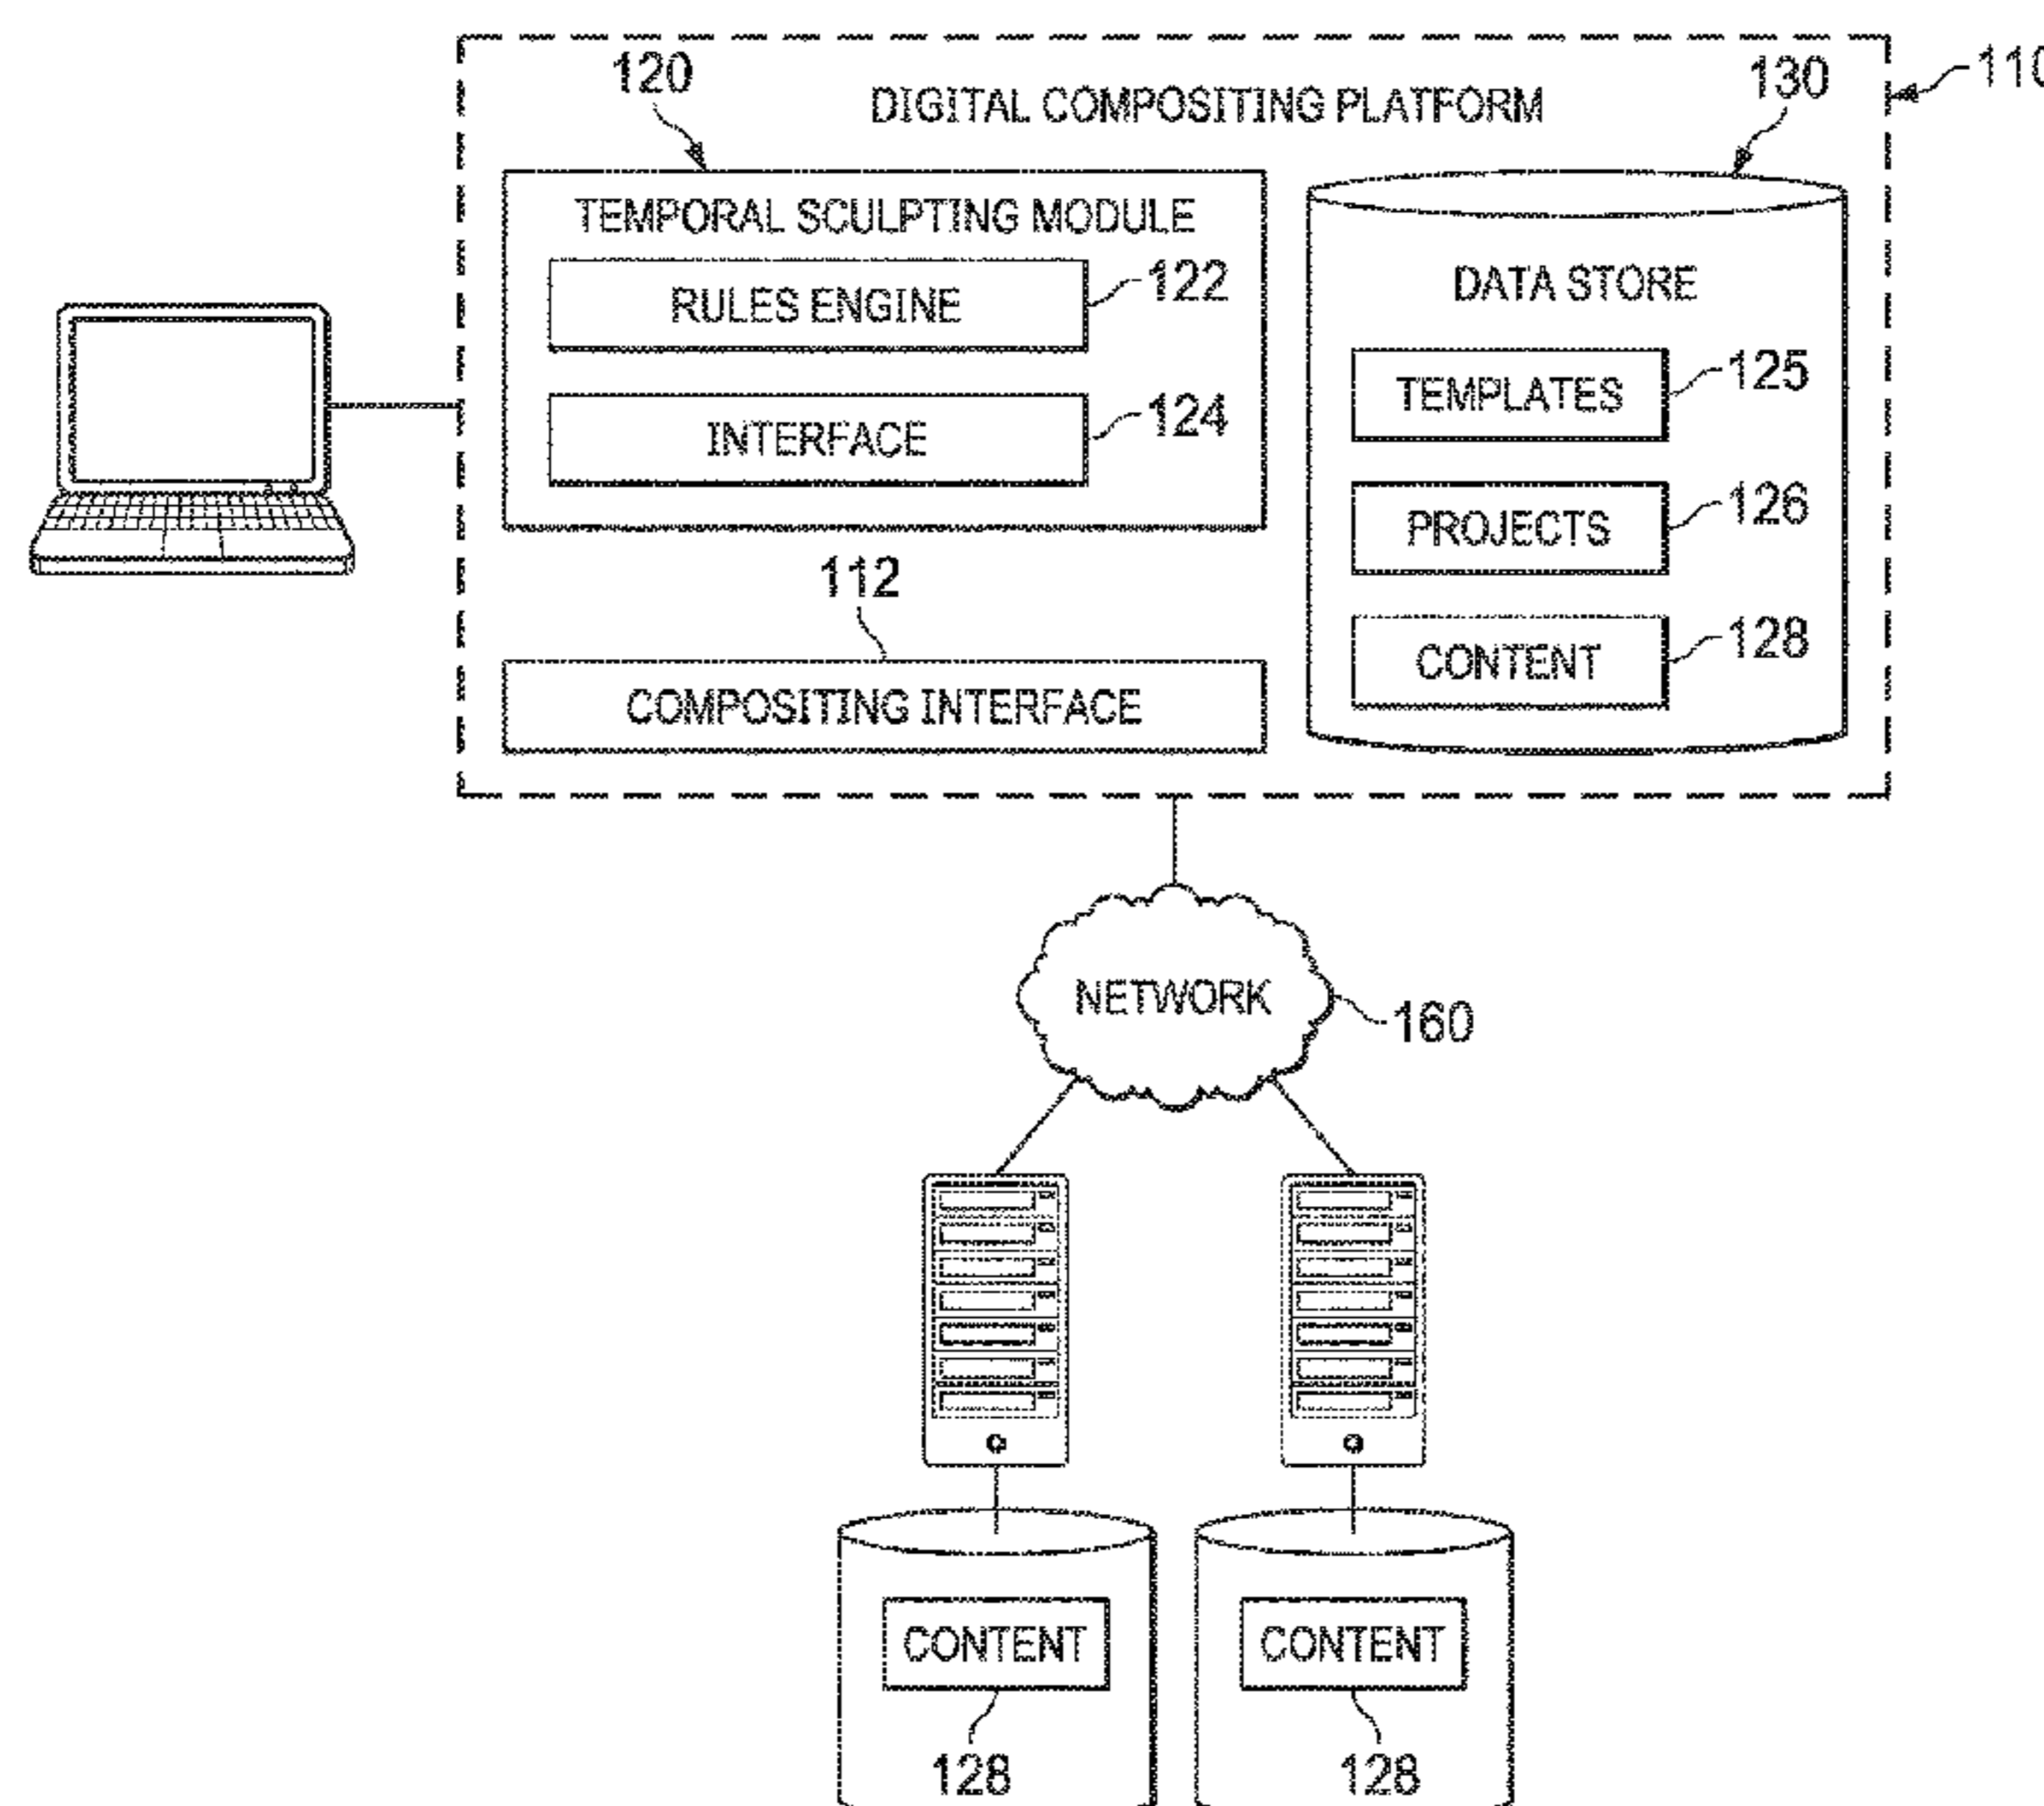 120
DIGITAL COMPOSITING PLATFORM
130
110
TEMPORAL SCULPTING MODULE
RULES ENGINE
122
INTERFACE
124
DATA STORE
TEMPLATES
125
PROJECTS
126
CONTENT
128
112
COMPOSITING INTERFACE
NETWORK
160
CONTENT
CONTENT
128
128